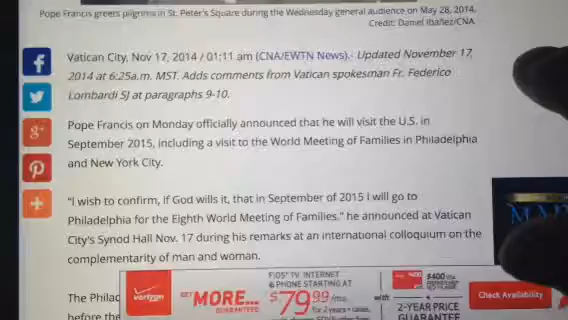 Pope Francis greets pilgrims in St. Peter's Square during the Wednesday general audience on May 28, 2014.
Credit: Daniel Ibañez/CNA.
Vatican City, Nov 17, 2014 / 01:11 am (CNA/EWTN News).- Updated November 17,
2014 at 6:25a.m. MST. Adds comments from Vatican spokesman Fr. Federico
Lombardi SJ at paragraphs 9-10.
Pope Francis on Monday officially announced that he will visit the U.S. in
September 2015, including a visit to the World Meeting of Families in Philadelphia
and New York City.
"I wish to confirm, if God wills it, that in September of 2015 I will go to
Philadelphia for the Eighth World Meeting of Families," he announced at Vatican
City's Synod Hall Nov. 17 during his remarks at an international colloquium on the
complementarity of man and woman.
The Philad
before the
verizon
GET MORE...
GUARANTEED
FiOS® TV, INTERNET
& PHONE STARTING AT
$79.99/mo.
for 2 years + taxes,
with
$400
2-YEAR PRICE
GUARANTEE
Check Availability